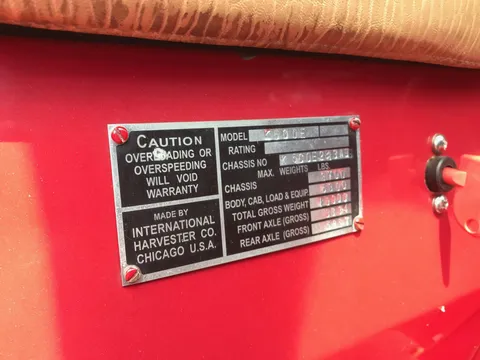 CAUTION
OVERLOADING OR
OVERSPEEDING
WILL VOID
WARRANTY
MADE BY
INTERNATIONAL
HARVESTER CO.
CHICAGO U.S.A.
MODEL
RATING
CHASSIS NO
MAX. WEIGHTS LBS.
CHASSIS
BODY, CAB, LOAD & EQUIP
TOTAL GROSS WEIGHT
FRONT AXLE (GROSS)
REAR AXLE (GROSS)